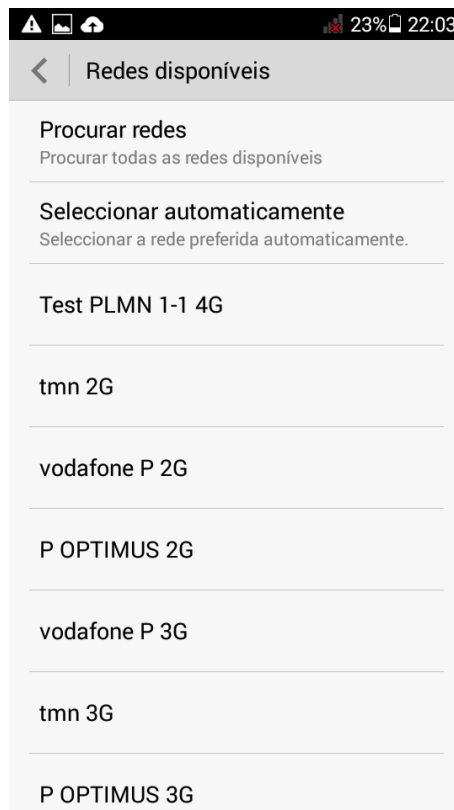 23% 22:03
Redes disponíveis
Procurar redes
Procurar todas as redes disponíveis
Seleccionar automaticamente
Seleccionar a rede preferida automaticamente.
Test PLMN 1-1 4G
tmn 2G
vodafone P 2G
P OPTIMUS 2G
vodafone P 3G
tmn 3G
P OPTIMUS 3G